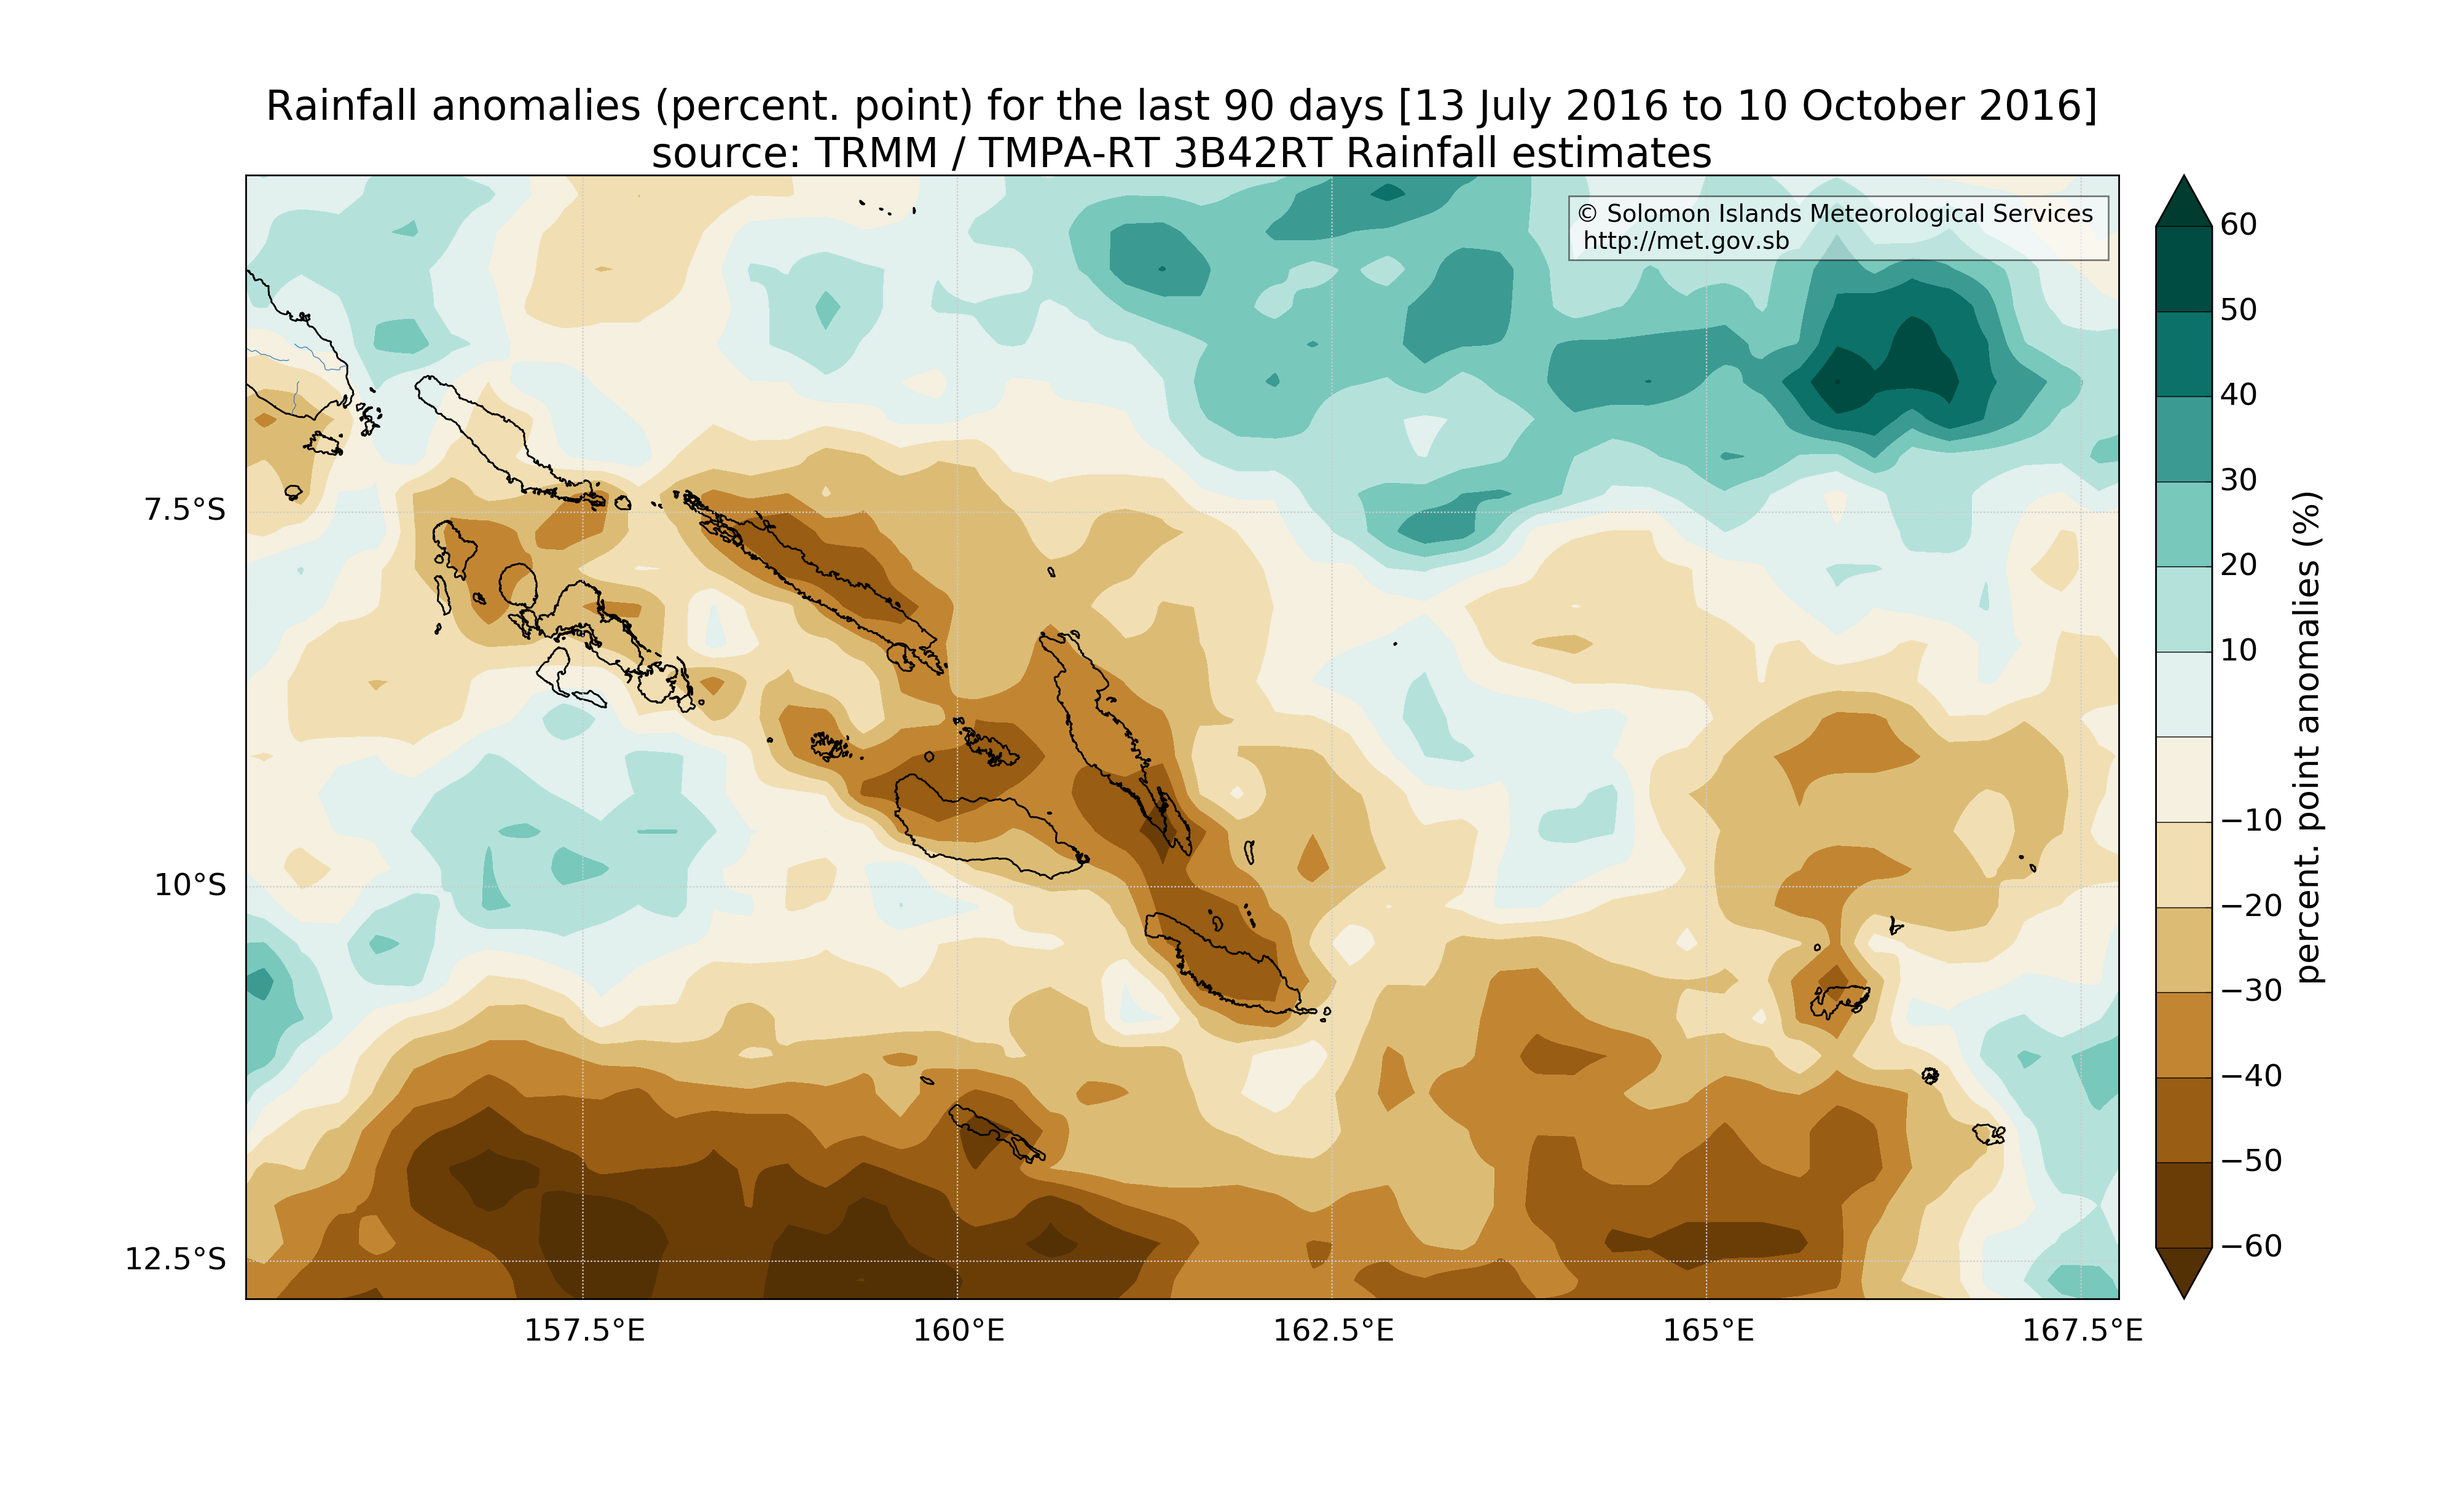 Rainfall anomalies (percent. point) for the last 90 days [13 July 2016 to 10 October 2016]
source: TRMM / TMPA-RT 3B42RT Rainfall estimates
© Solomon Islands Meteorological Services
http://met.gov.sb
7.5°S
10°S
12.5°S
157.5°E
160°E
162.5°E
165°E
167.5°E
60
50
40
30
20
10
−10
−20
−30
−40
−50
−60
percent. point anomalies (%)